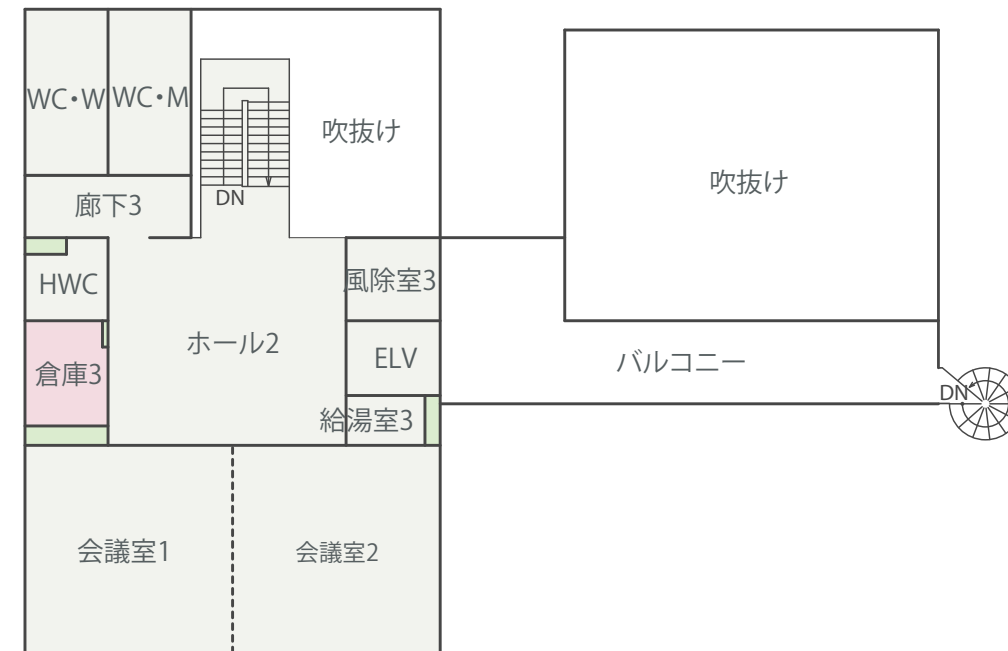 WC・W
WC・M
吹抜け
吹抜け
DN
廊下3
HWC
風除室3
ホール2
ELV
バルコニー
倉庫3
DN
給湯室3
会議室1
会議室2